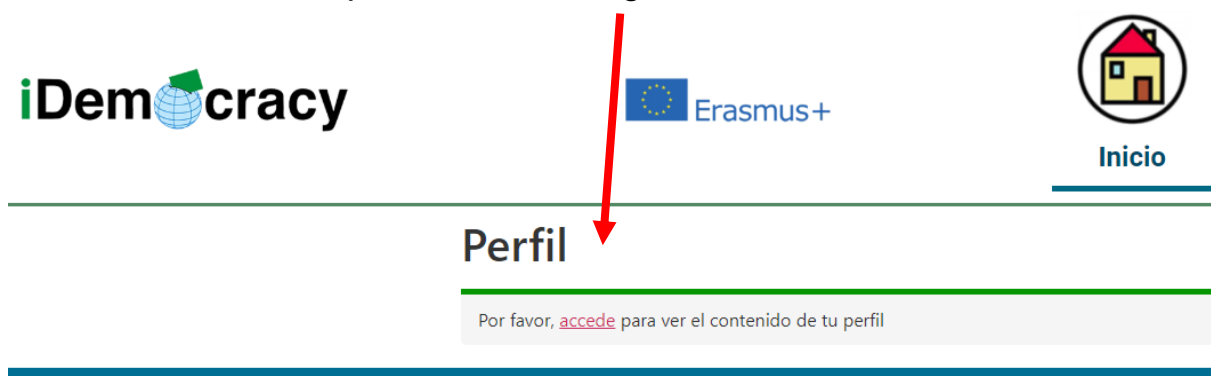 iDemocracy
Erasmus+
Inicio
Perfil
Por favor, accede para ver el contenido de tu perfil